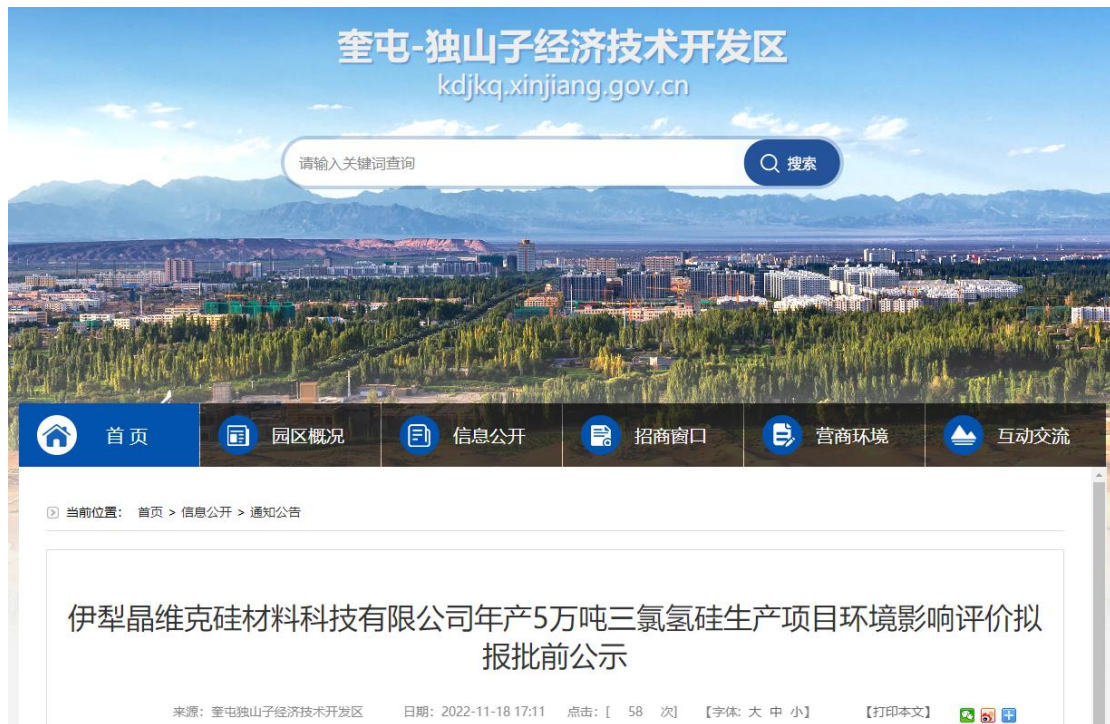 奎屯-独山子经济技术开发区
kdjkq.xinjiang.gov.cn
请输入关键词查询 搜索
首页 园区概况 信息公开 招商窗口 营商环境 互动交流
当前位置: 首页 > 信息公开 > 通知公告
伊犁晶维克硅材料科技有限公司年产5万吨三氯氢硅生产项目环境影响评价拟
报批前公示
来源: 奎屯独山子经济技术开发区 日期: 2022-11-18 17:11 点击: [ 58 次] 【字体: 大 中 小】 【打印本文】